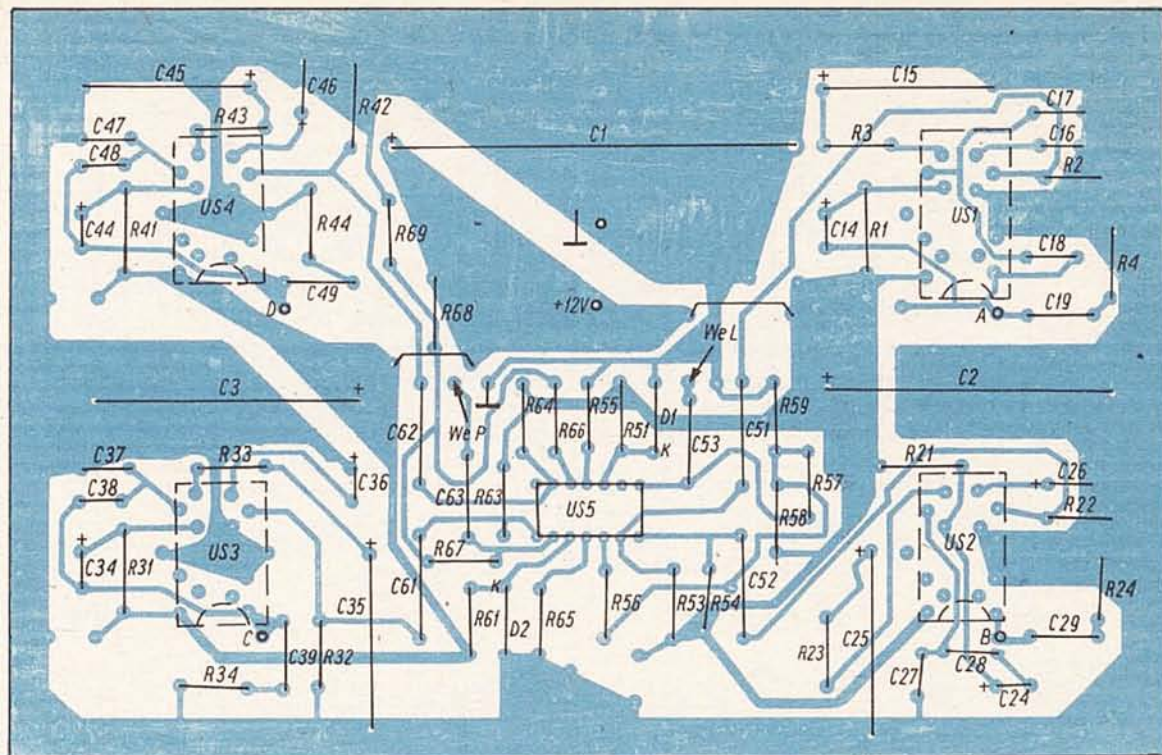 C45
C46
R42
C15
C17
R43
C47
C48
C1
R3
C16
R2
US4
US1
C44
R41
R44
R69
C14
R1
C18
R4
C49
D
R68
+12V
C19
A
We L
C3
C2
We P
R64
R66
R55
R51
D1
K
C53
C51
R59
C62
C37
R33
C36
C38
C63
R63
US5
R57
R58
R21
C26
R22
US3
US2
C34
R31
C35
R67
C61
K
R61
D2
R65
R56
R53
R54
C52
R24
C
C39
R32
R34
R23
C25
C27
C28
B
C29
C24